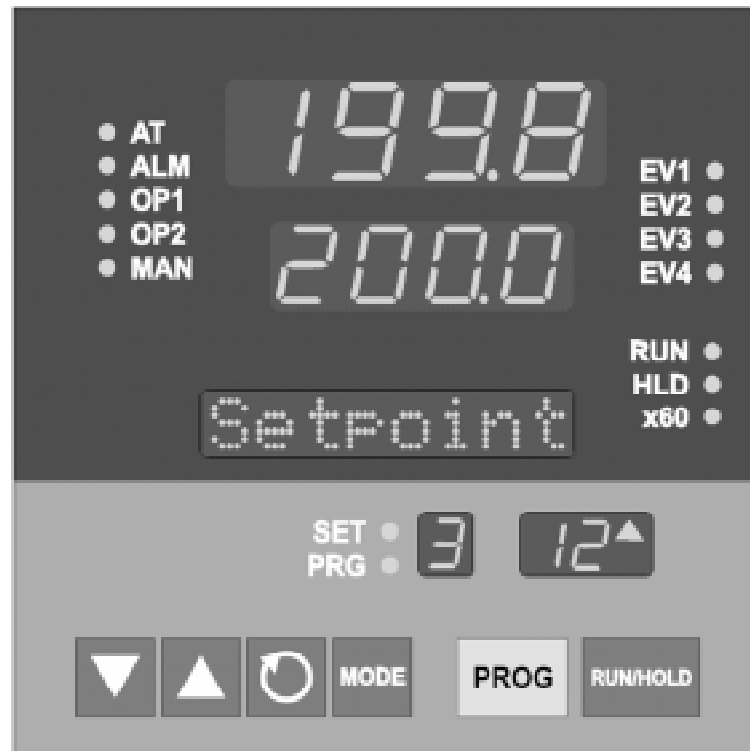 199.8
AT
ALM
OP1
OP2
MAN
EV1
EV2
EV3
EV4
200.0
RUN
HLD
x60
Setpoint
SET
PRG
3
12
MODE PROG RUN/HOLD